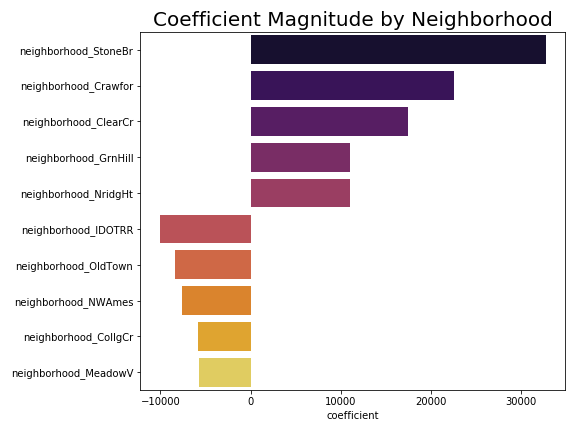 Coefficient Magnitude by Neighborhood
neighborhood_StoneBr
neighborhood_Crawfor
neighborhood_ClearCr
neighborhood_GrnHill
neighborhood_NridgHt
neighborhood_IDOTRR
neighborhood_OldTown
neighborhood_NWAmes
neighborhood_CollgCr
neighborhood_MeadowV
−10000 0 10000 20000 30000
coefficient